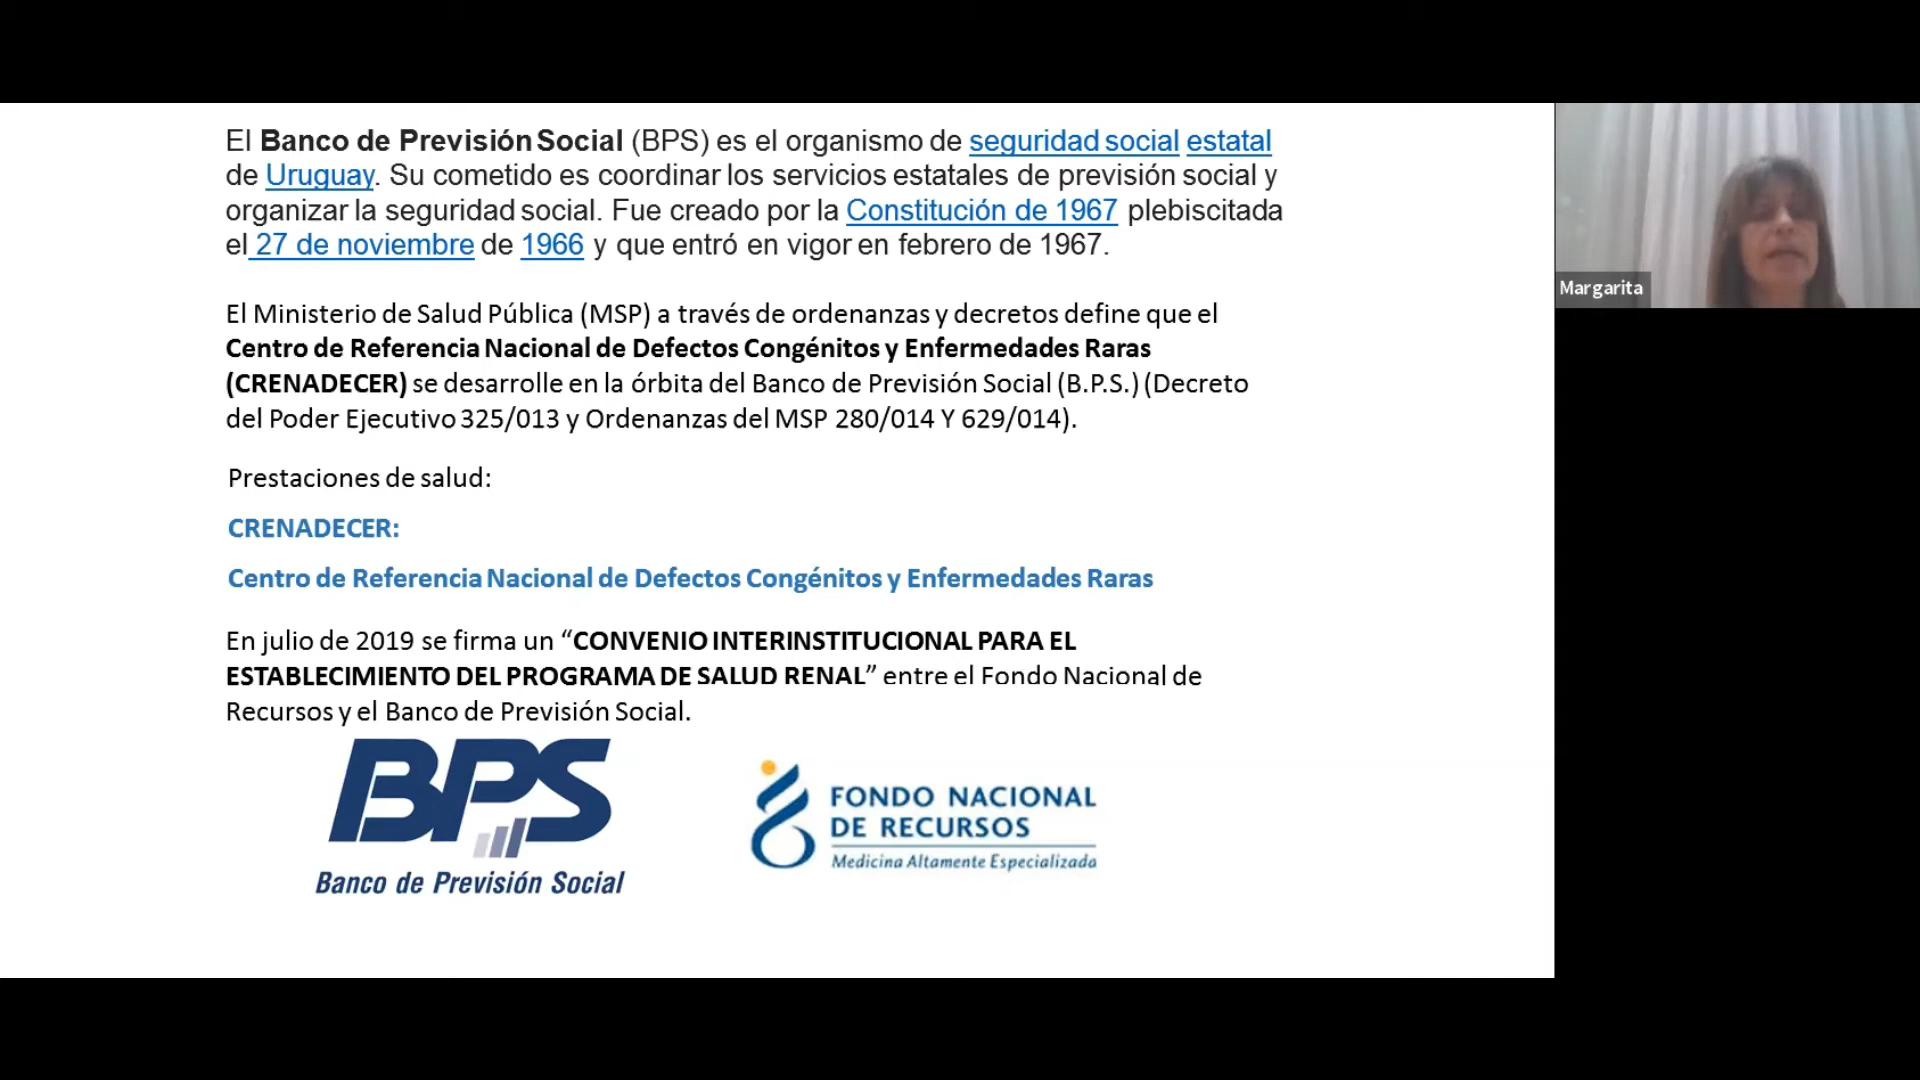 El Banco de Previsión Social (BPS) es el organismo de seguridad social estatal
de Uruguay. Su cometido es coordinar los servicios estatales de previsión social y
organizar la seguridad social. Fue creado por la Constitución de 1967 plebiscitada
el 27 de noviembre de 1966 y que entró en vigor en febrero de 1967.
El Ministerio de Salud Pública (MSP) a través de ordenanzas y decretos define que el
Centro de Referencia Nacional de Defectos Congénitos y Enfermedades Raras
(CRENADECER) se desarrolle en la órbita del Banco de Previsión Social (B.P.S.) (Decreto
del Poder Ejecutivo 325/013 y Ordenanzas del MSP 280/014 Y 629/014).
Prestaciones de salud:
CRENADECER:
Centro de Referencia Nacional de Defectos Congénitos y Enfermedades Raras
En julio de 2019 se firma un “CONVENIO INTERINSTITUCIONAL PARA EL
ESTABLECIMIENTO DEL PROGRAMA DE SALUD RENAL” entre el Fondo Nacional de
Recursos y el Banco de Previsión Social.
BPS
Banco de Previsión Social
FONDO NACIONAL
DE RECURSOS
Medicina Altamente Especializada
Margarita